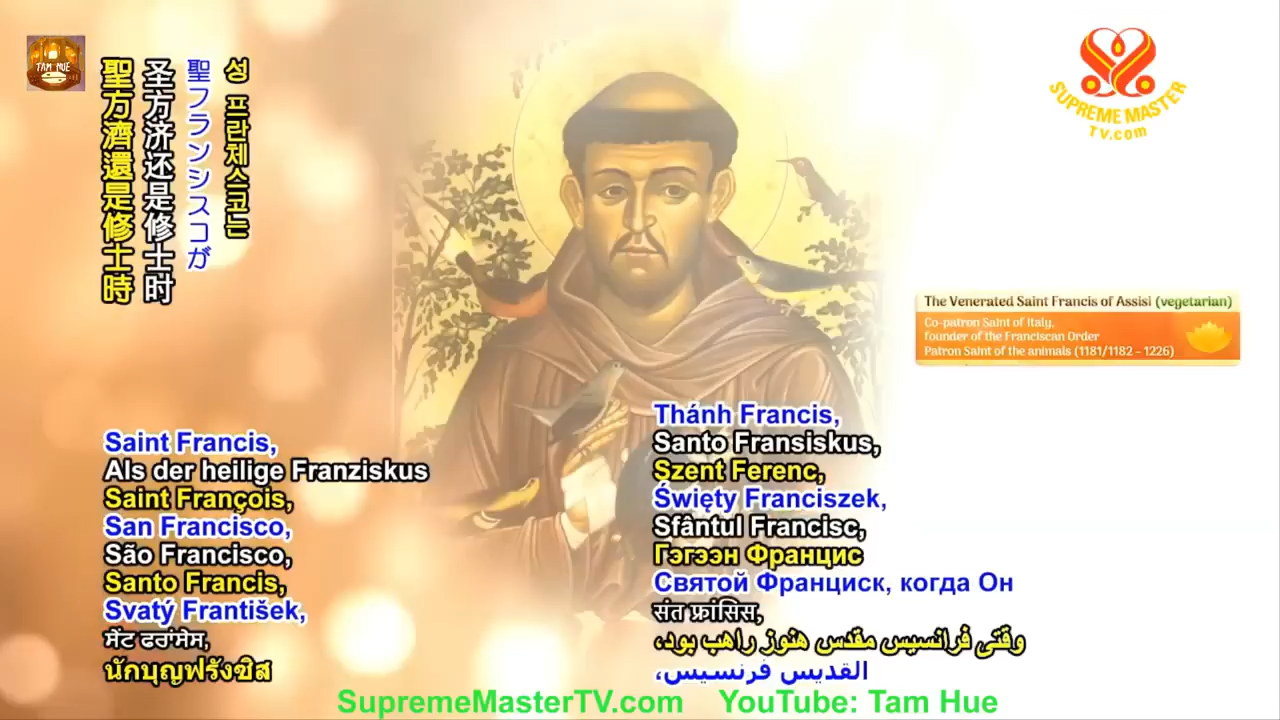 TAM HUE
聖方濟還是修士時
圣方济还是修士时
聖フランシスコが
성 프란체스코는
SUPREME MASTER
TV.com
The Venerated Saint Francis of Assisi (vegetarian)
Co-patron Saint of Italy,
founder of the Franciscan Order
Patron Saint of the animals (1181/1182 – 1226)
Saint Francis,
Als der heilige Franziskus
Saint François,
San Francisco,
São Francisco,
Santo Francis,
Svatý František,
ਸੇਂਟ ਫਰਾਂਸੇਸ,
นักบุญฟรังซิส
Thánh Francis,
Santo Fransiskus,
Szent Ferenc,
Święty Franciszek,
Sfântul Francisc,
Гэгээн Францис
Святой Франциск, когда Он
संत फ्रांसिस,
وقتی فرانسیس مقدس هنوز راهب بود،
القديس فرنسيس،
SupremeMasterTV.com YouTube: Tam Hue